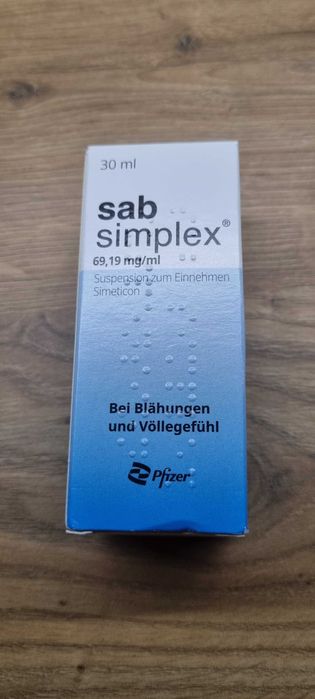 30 ml
sab
simplex®
69,19 mg/ml
Suspension zum Einnehmen
Simeticon
Bei Blähungen
und Völlegefühl
Pfizer